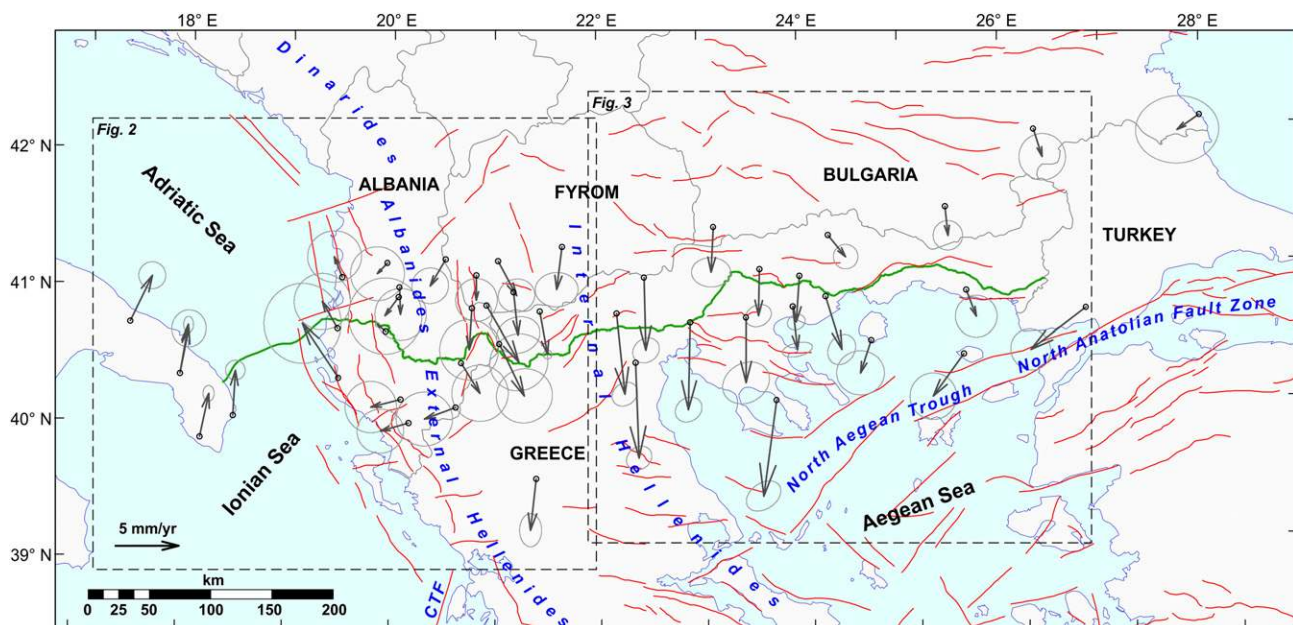 18° E 20° E 22° E 24° E 26° E 28° E
Fig. 3
Fig. 2
42° N
41° N
40° N
39° N
Dinarides
Albanides
External
Hellenides
Internal
Hellenides
Adriatic Sea
ALBANIA
FYROM
BULGARIA
TURKEY
North Anatolian Fault Zone
North Aegean Trough
Aegean Sea
GREECE
Ionian Sea
CTF
5 mm/yr
km
0 25 50 100 150 200